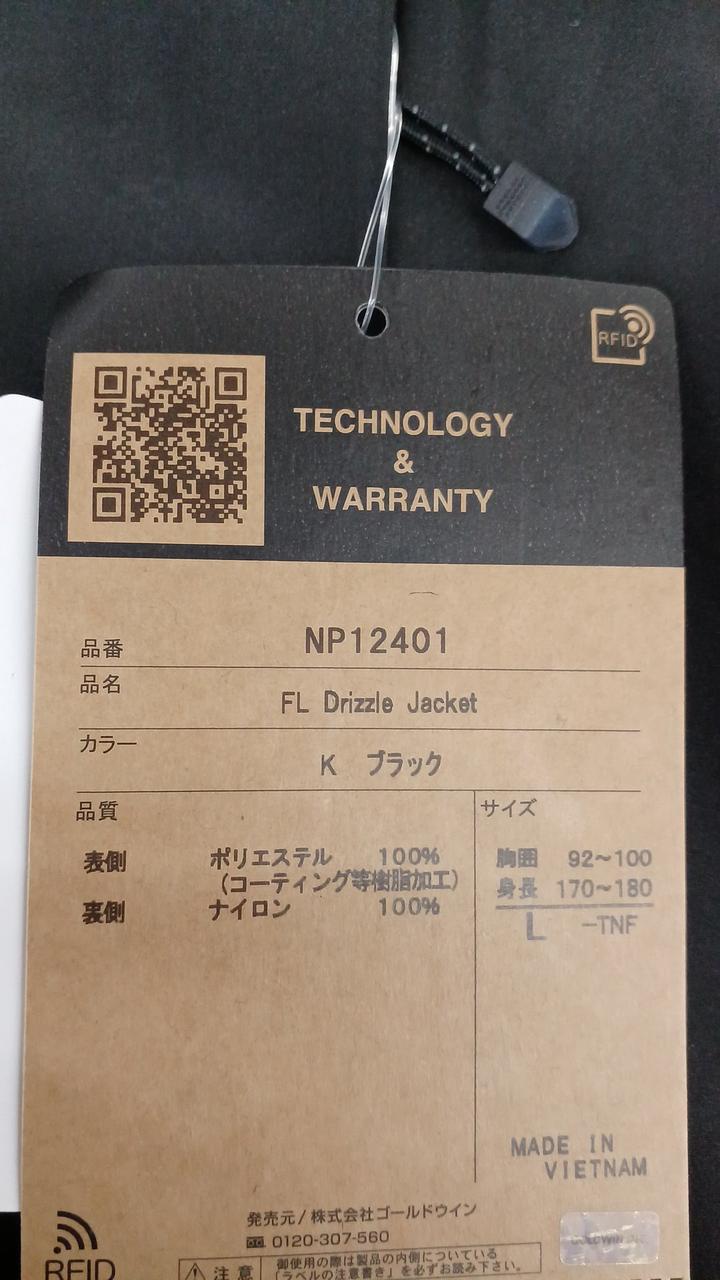 RFID
TECHNOLOGY
&
WARRANTY
品番 NP12401
品名 FL Drizzle Jacket
カラー K ブラック
品質 サイズ
表側 ポリエステル 100% 胸囲 92～100
(コーティング等樹脂加工) 身長 170～180
裏側 ナイロン 100% L -TNF
MADE IN
VIETNAM
発売元/株式会社ゴールドウイン
0120-307-560
RFID
注意 御使用の際は製品の内側についている
「ラベルの注意書き」を必ずお読み下さい。